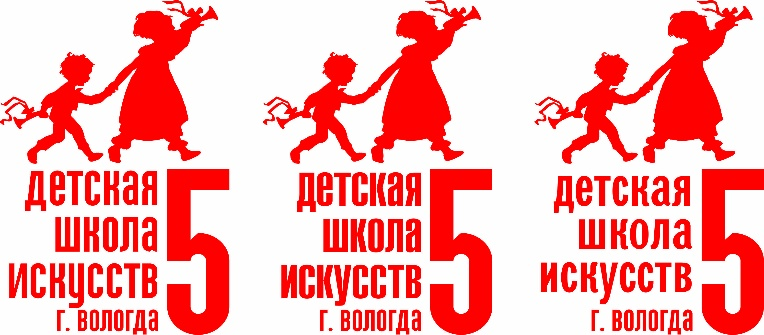 детская
школа
искусств
г. вологда
5
детская
школа
искусств
г. вологда
5
детская
школа
искусств
г. вологда
5